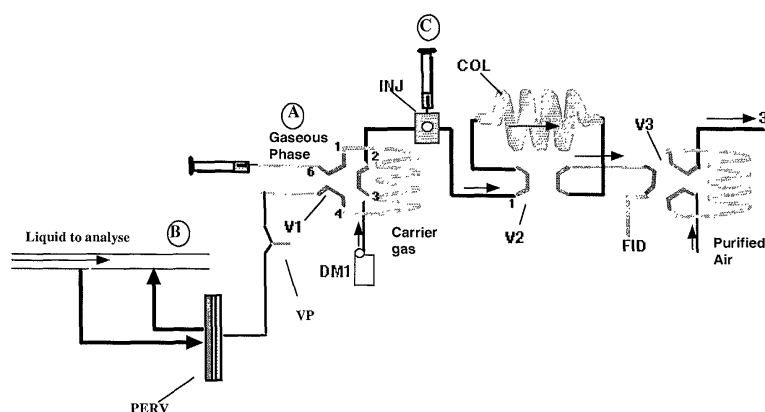 C
COL
INJ
A
Gaseous
Phase
1
2
6
3
4
V1
V3
3
1
V2
FID
Purified
Air
Carrier
gas
DM1
B
Liquid to analyse
VP
PERV